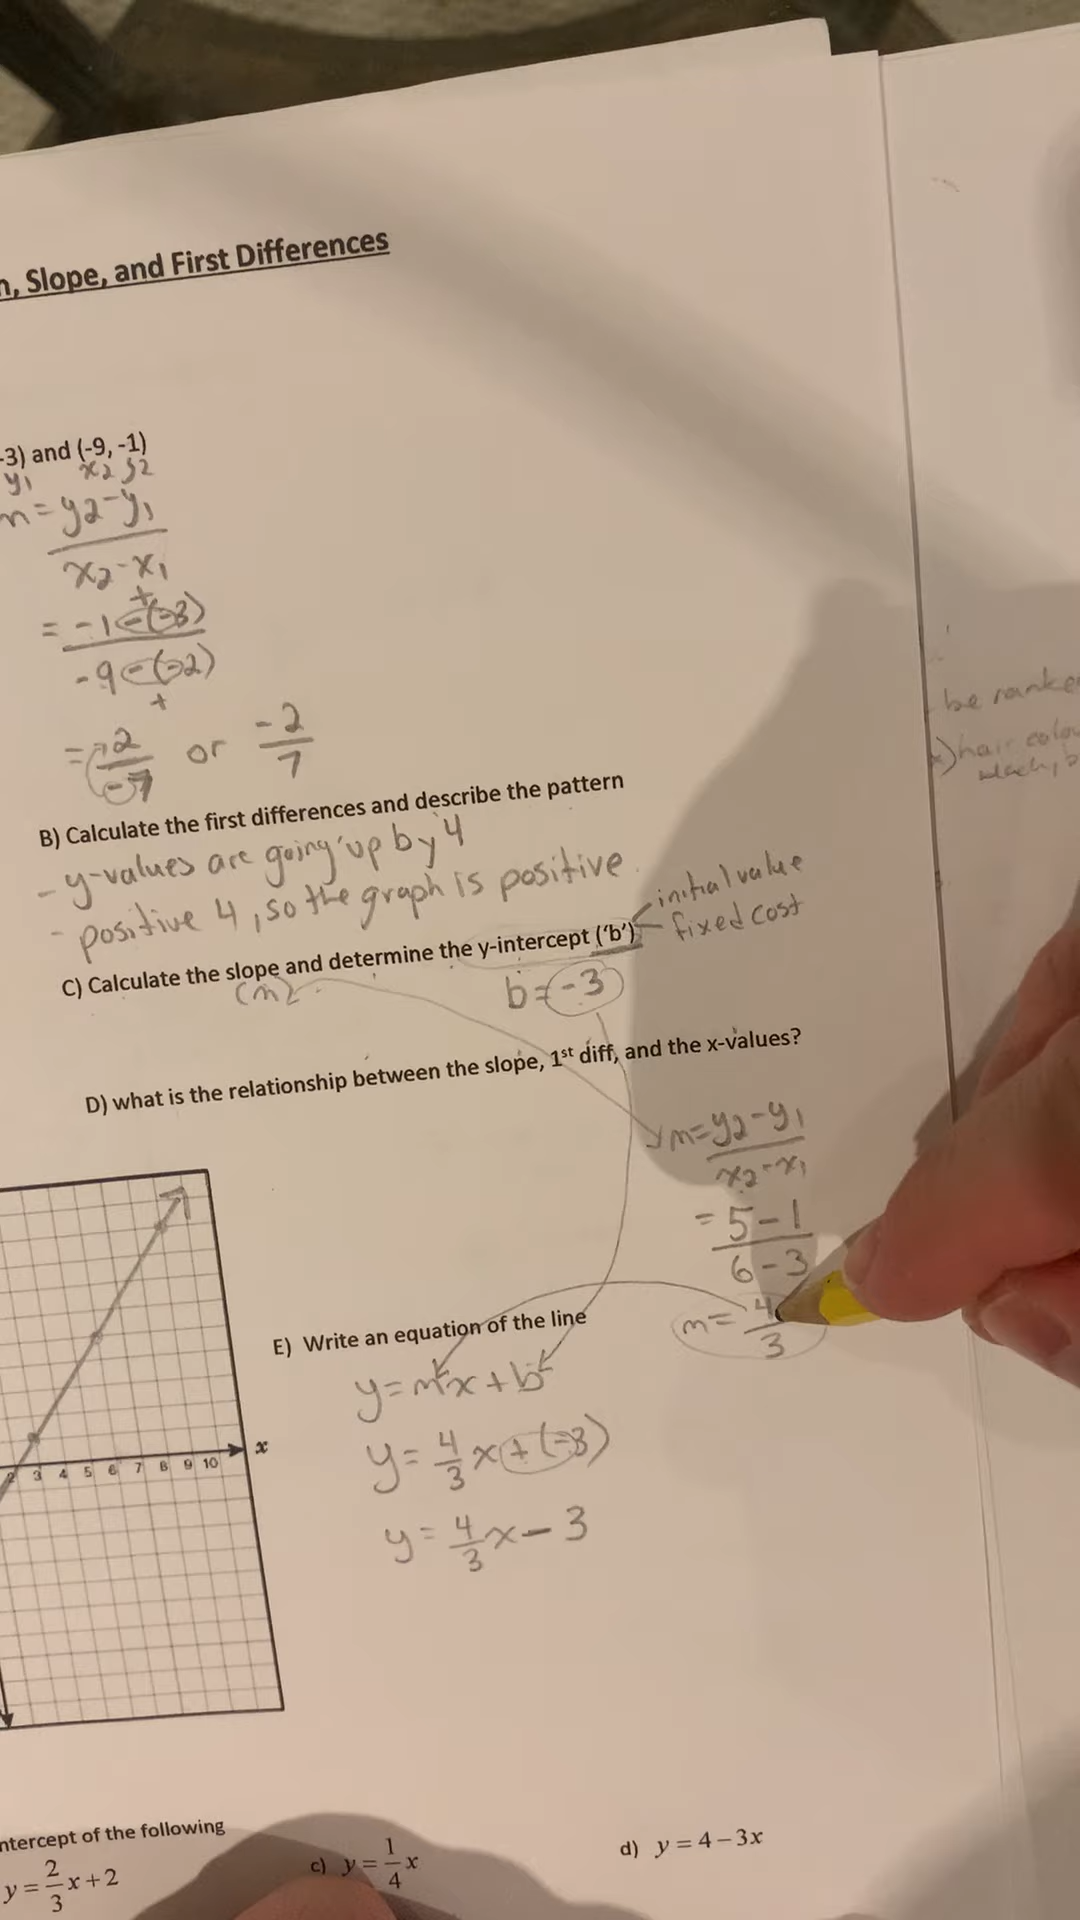 n, Slope, and First Differences
-3) and (-9, -1)
y1 x2 y2
m = y2-y1
x2-x1
+
= -1-(-3)
-9-(-2)
+
= 2 or -2
-7 7
B) Calculate the first differences and describe the pattern
- y-values are going up by 4
- positive 4, so the graph is positive.
initial value
fixed cost
C) Calculate the slope and determine the y-intercept ('b')
(m) b = -3
D) what is the relationship between the slope, 1st diff, and the x-values?
m = y2-y1
x2-x1
= 5-1
6-3
m = 4
3
E) Write an equation of the line
y = mx + b
y = 4/3 x + (-3)
y = 4/3 x - 3
x
2 3 4 5 6 7 8 9 10
be ranke
hair colou
ntercept of the following
y = 2/3 x + 2
c) y = 1/4 x
d) y = 4 - 3x